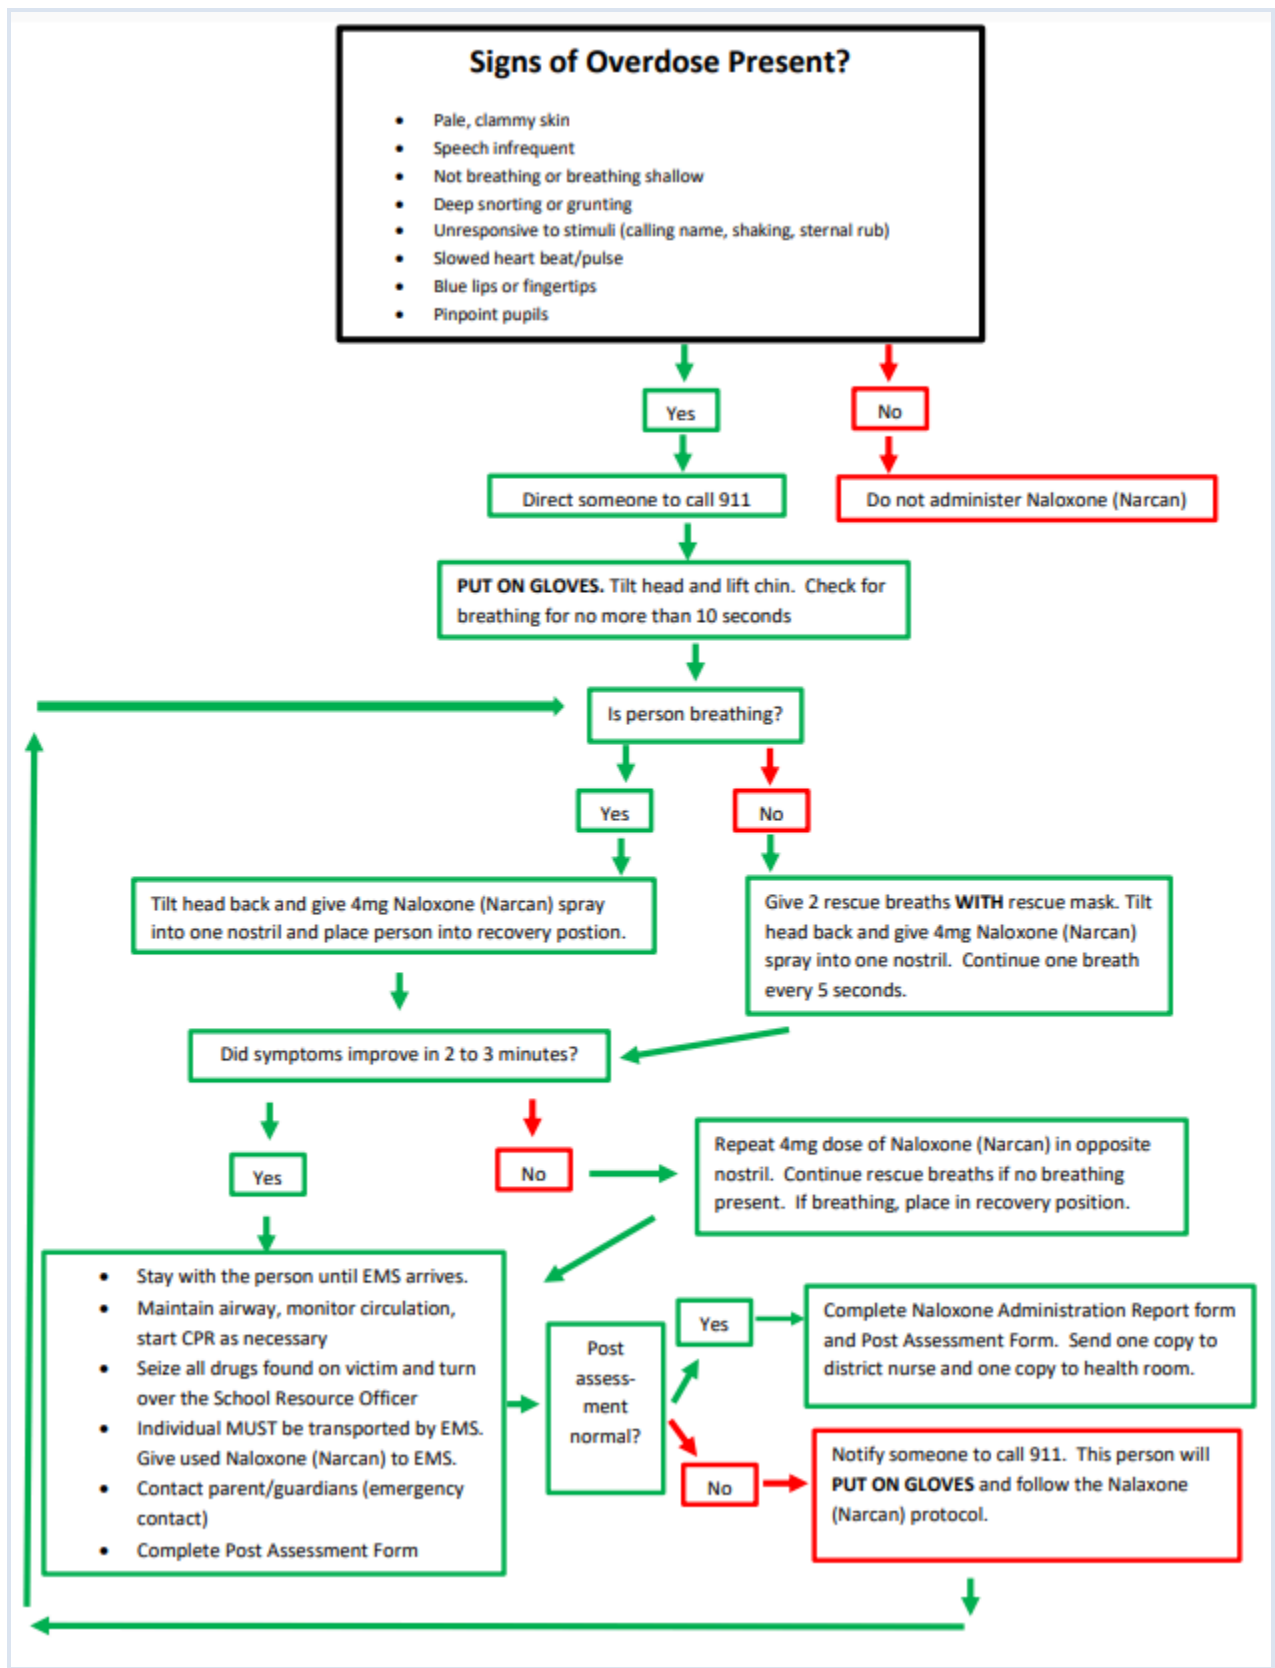 Signs of Overdose Present?
• Pale, clammy skin
• Speech infrequent
• Not breathing or breathing shallow
• Deep snorting or grunting
• Unresponsive to stimuli (calling name, shaking, sternal rub)
• Slowed heart beat/pulse
• Blue lips or fingertips
• Pinpoint pupils
Yes
No
Direct someone to call 911
Do not administer Naloxone (Narcan)
PUT ON GLOVES. Tilt head and lift chin. Check for
breathing for no more than 10 seconds
Is person breathing?
Yes
No
Tilt head back and give 4mg Naloxone (Narcan) spray
into one nostril and place person into recovery postion.
Give 2 rescue breaths WITH rescue mask. Tilt
head back and give 4mg Naloxone (Narcan)
spray into one nostril. Continue one breath
every 5 seconds.
Did symptoms improve in 2 to 3 minutes?
Yes
No
Repeat 4mg dose of Naloxone (Narcan) in opposite
nostril. Continue rescue breaths if no breathing
present. If breathing, place in recovery position.
• Stay with the person until EMS arrives.
• Maintain airway, monitor circulation,
start CPR as necessary
• Seize all drugs found on victim and turn
over the School Resource Officer
• Individual MUST be transported by EMS.
Give used Naloxone (Narcan) to EMS.
• Contact parent/guardians (emergency
contact)
• Complete Post Assessment Form
Post
assess-
ment
normal?
Yes
Complete Naloxone Administration Report form
and Post Assessment Form. Send one copy to
district nurse and one copy to health room.
No
Notify someone to call 911. This person will
PUT ON GLOVES and follow the Nalaxone
(Narcan) protocol.